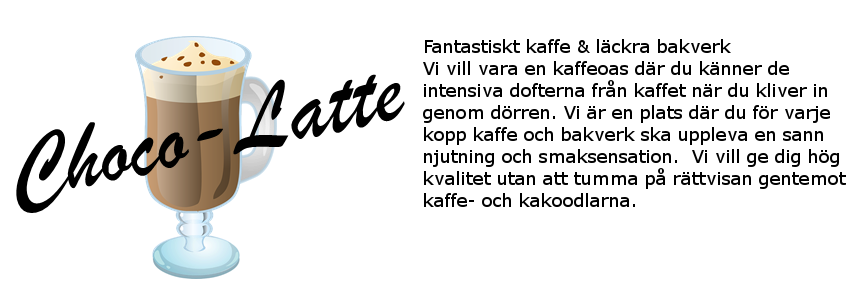 Choco-Latte
Fantastiskt kaffe & läckra bakverk
Vi vill vara en kaffeoas där du känner de
intensiva dofterna från kaffet när du kliver in
genom dörren. Vi är en plats där du för varje
kopp kaffe och bakverk ska uppleva en sann
njutning och smaksensation.  Vi vill ge dig hög
kvalitet utan att tumma på rättvisan gentemot
kaffe- och kakoodlarna.